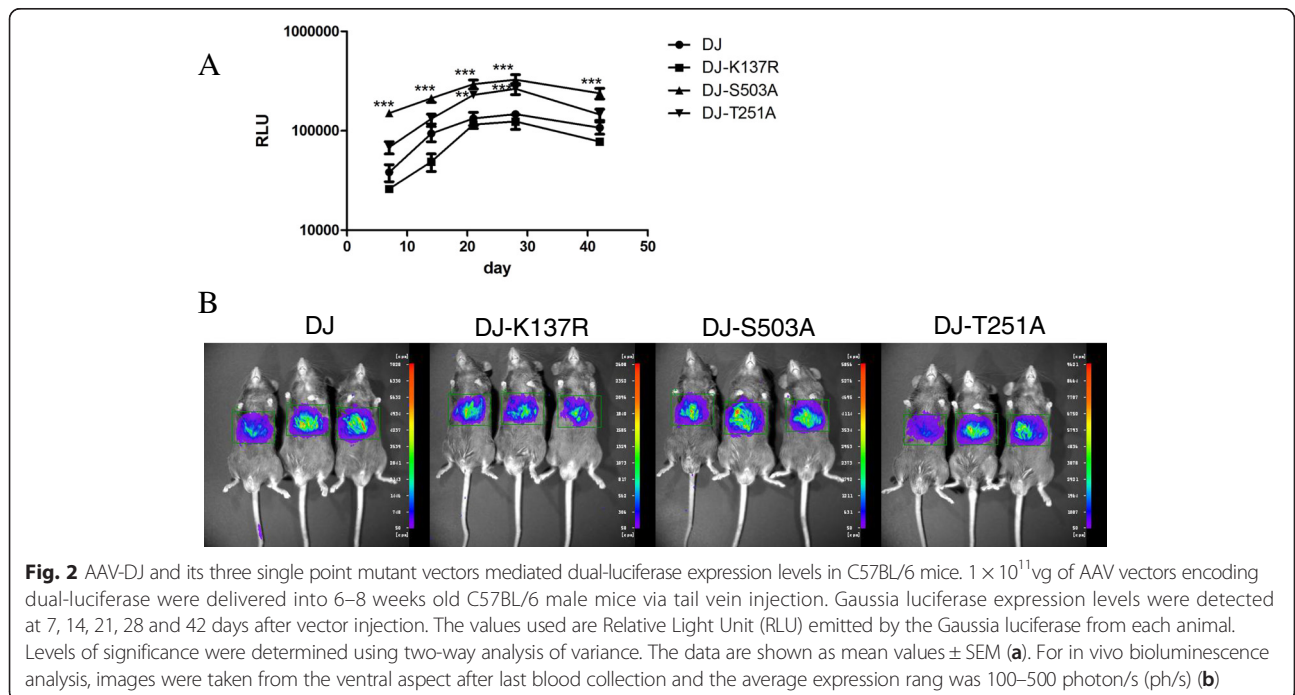 A
1000000
100000
10000
RLU
0
10
20
30
40
50
day
***
***
***
***
***
**
***
DJ
DJ-K137R
DJ-S503A
DJ-T251A
B
DJ
DJ-K137R
DJ-S503A
DJ-T251A
Fig. 2 AAV-DJ and its three single point mutant vectors mediated dual-luciferase expression levels in C57BL/6 mice. 1 × 10¹¹vg of AAV vectors encoding
dual-luciferase were delivered into 6–8 weeks old C57BL/6 male mice via tail vein injection. Gaussia luciferase expression levels were detected
at 7, 14, 21, 28 and 42 days after vector injection. The values used are Relative Light Unit (RLU) emitted by the Gaussia luciferase from each animal.
Levels of significance were determined using two-way analysis of variance. The data are shown as mean values ± SEM (a). For in vivo bioluminescence
analysis, images were taken from the ventral aspect after last blood collection and the average expression rang was 100–500 photon/s (ph/s) (b)